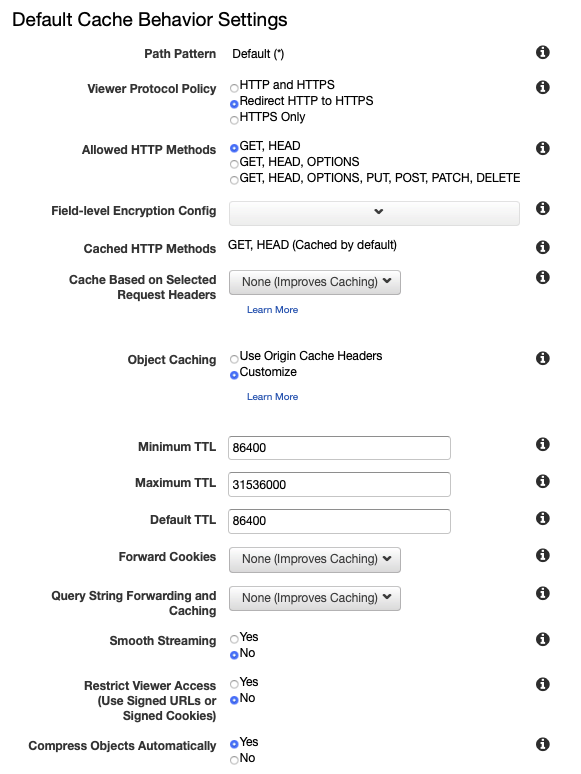 Default Cache Behavior Settings
Path Pattern Default (*)
Viewer Protocol Policy HTTP and HTTPS
Redirect HTTP to HTTPS
HTTPS Only
Allowed HTTP Methods GET, HEAD
GET, HEAD, OPTIONS
GET, HEAD, OPTIONS, PUT, POST, PATCH, DELETE
Field-level Encryption Config
Cached HTTP Methods GET, HEAD (Cached by default)
Cache Based on Selected
Request Headers
None (Improves Caching)
Learn More
Object Caching Use Origin Cache Headers
Customize
Learn More
Minimum TTL 86400
Maximum TTL 31536000
Default TTL 86400
Forward Cookies None (Improves Caching)
Query String Forwarding and
Caching
None (Improves Caching)
Smooth Streaming Yes
No
Restrict Viewer Access
(Use Signed URLs or
Signed Cookies)
Yes
No
Compress Objects Automatically Yes
No